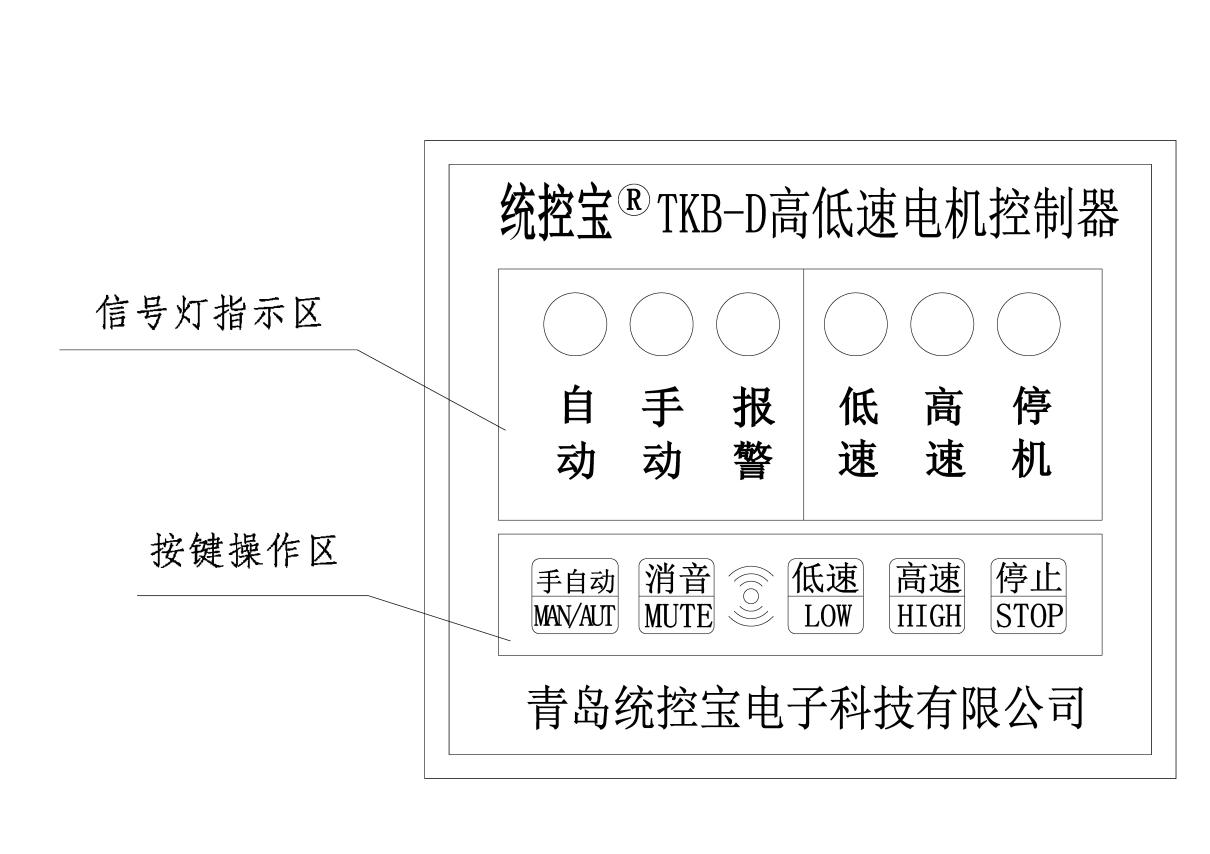 统控宝®TKB-D高低速电机控制器
信号灯指示区
自动 手动 报警 低速 高速 停机
按键操作区
手自动 消音 低速 高速 停止
MAN/AUT MUTE LOW HIGH STOP
青岛统控宝电子科技有限公司